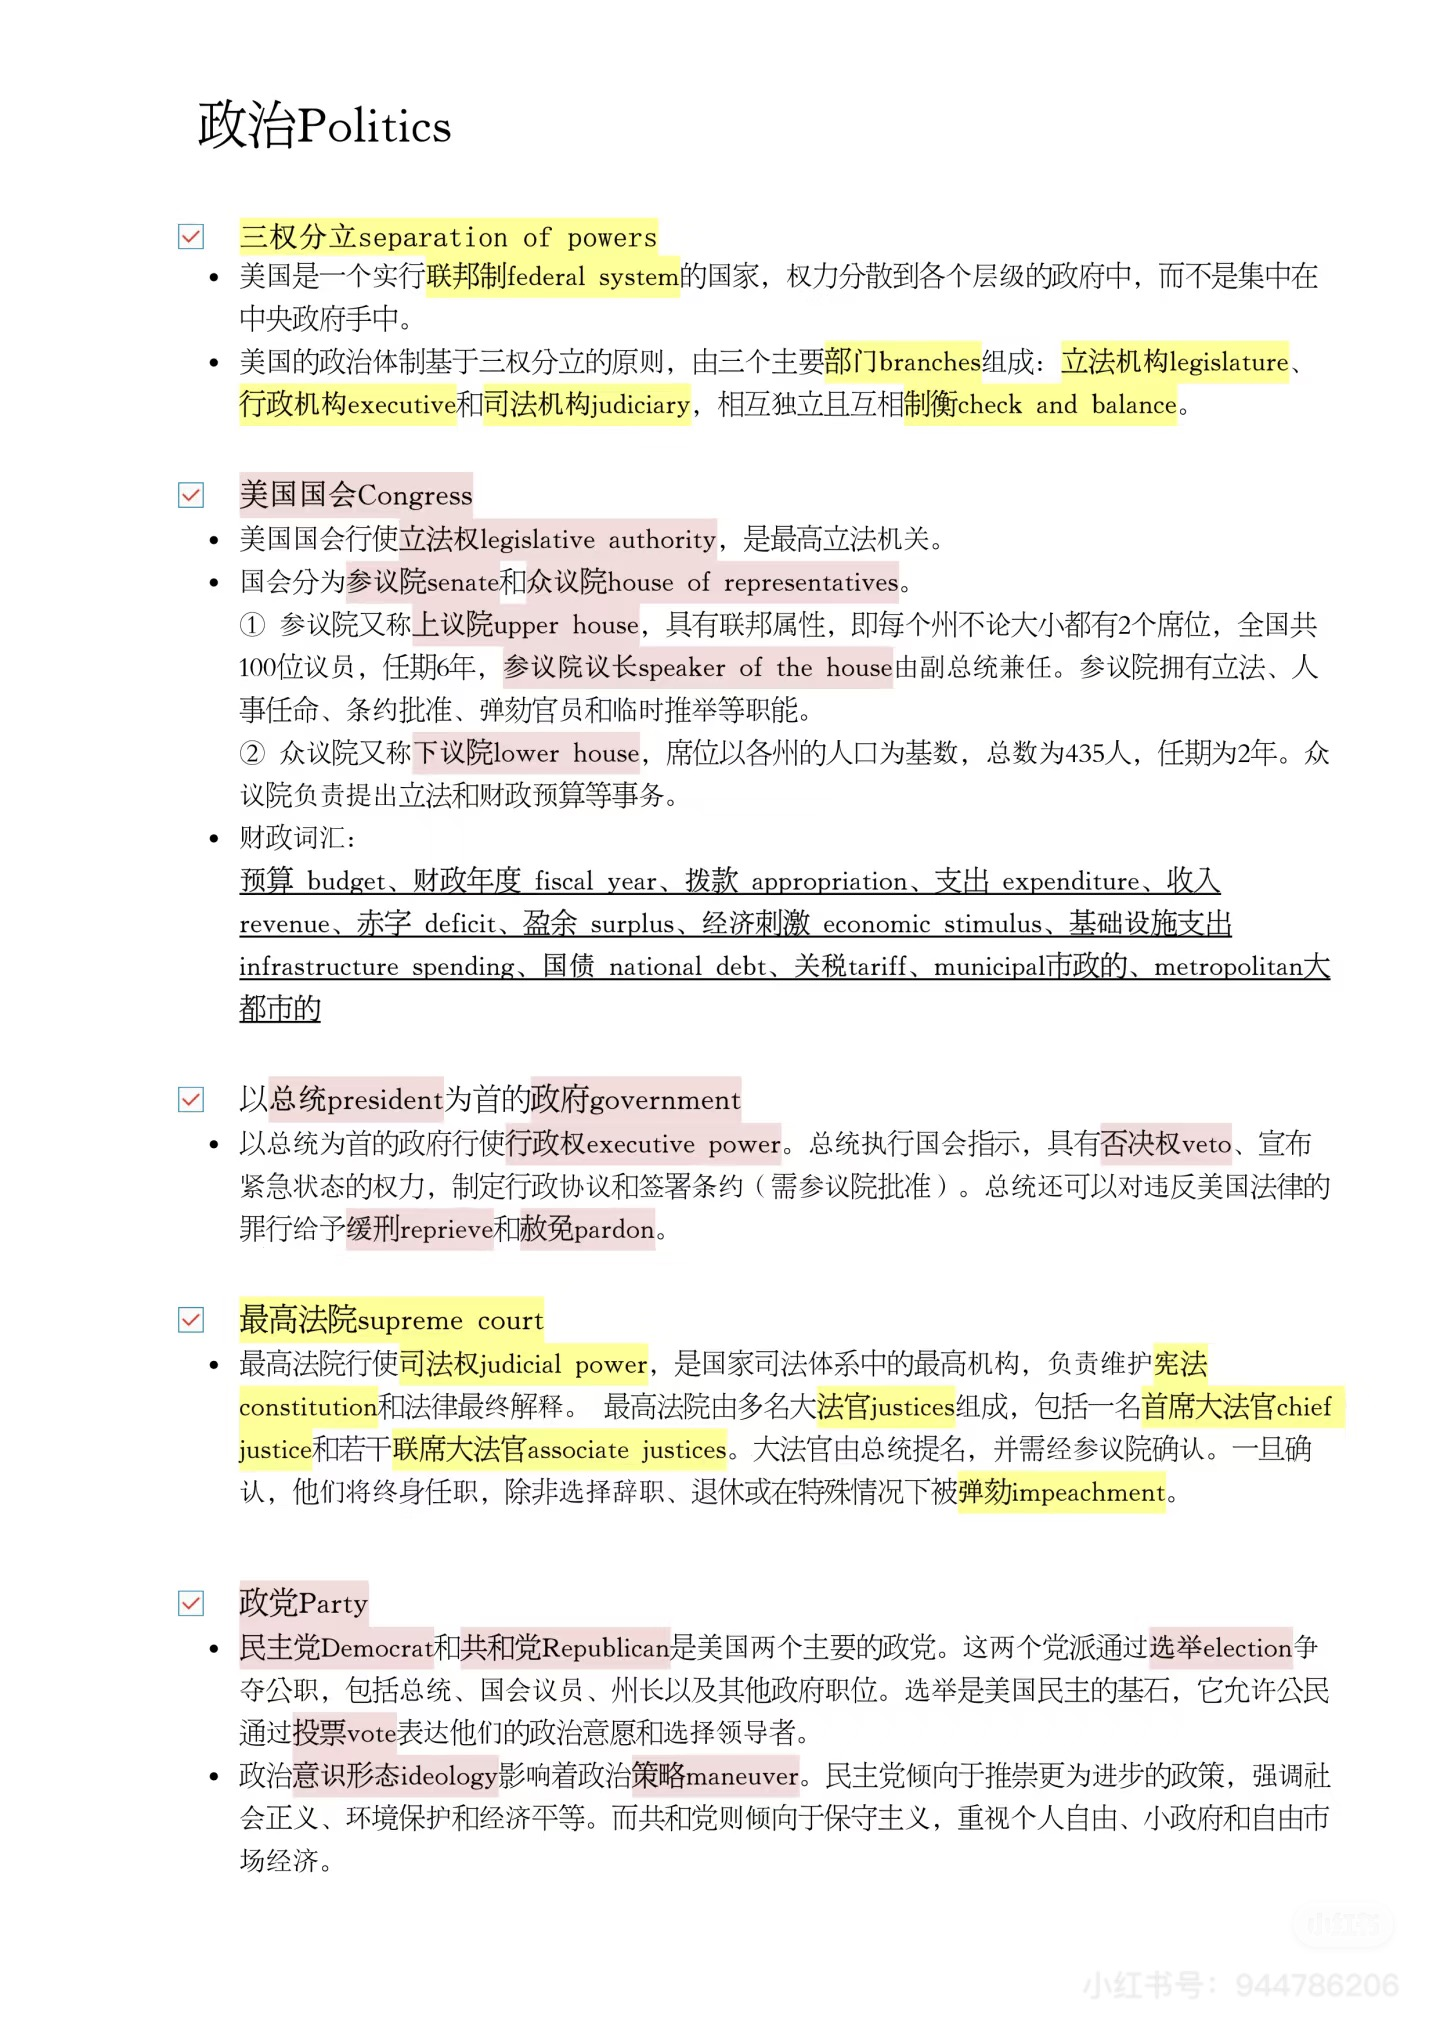 政治Politics
三权分立separation of powers
美国是一个实行联邦制federal system的国家，权力分散到各个层级的政府中，而不是集中在
中央政府手中。
美国的政治体制基于三权分立的原则，由三个主要部门branches组成：立法机构legislature、
行政机构executive和司法机构judiciary，相互独立且互相制衡check and balance。
美国国会Congress
美国国会行使立法权legislative authority，是最高立法机关。
国会分为参议院senate和众议院house of representatives。
① 参议院又称上议院upper house，具有联邦属性，即每个州不论大小都有2个席位，全国共
100位议员，任期6年，参议院议长speaker of the house由副总统兼任。参议院拥有立法、人
事任命、条约批准、弹劾官员和临时推举等职能。
② 众议院又称下议院lower house，席位以各州的人口为基数，总数为435人，任期为2年。众
议院负责提出立法和财政预算等事务。
财政词汇：
预算 budget、财政年度 fiscal year、拨款 appropriation、支出 expenditure、收入
revenue、赤字 deficit、盈余 surplus、经济刺激 economic stimulus、基础设施支出
infrastructure spending、国债 national debt、关税tariff、municipal市政的、metropolitan大
都市的
以总统president为首的政府government
以总统为首的政府行使行政权executive power。总统执行国会指示，具有否决权veto、宣布
紧急状态的权力，制定行政协议和签署条约（需参议院批准）。总统还可以对违反美国法律的
罪行给予缓刑reprieve和赦免pardon。
最高法院supreme court
最高法院行使司法权judicial power，是国家司法体系中的最高机构，负责维护宪法
constitution和法律最终解释。 最高法院由多名大法官justices组成，包括一名首席大法官chief
justice和若干联席大法官associate justices。大法官由总统提名，并需经参议院确认。一旦确
认，他们将终身任职，除非选择辞职、退休或在特殊情况下被弹劾impeachment。
政党Party
民主党Democrat和共和党Republican是美国两个主要的政党。这两个党派通过选举election争
夺公职，包括总统、国会议员、州长以及其他政府职位。选举是美国民主的基石，它允许公民
通过投票vote表达他们的政治意愿和选择领导者。
政治意识形态ideology影响着政治策略maneuver。民主党倾向于推崇更为进步的政策，强调社
会正义、环境保护和经济平等。而共和党则倾向于保守主义，重视个人自由、小政府和自由市
场经济。
小红书
小红书号：944786206